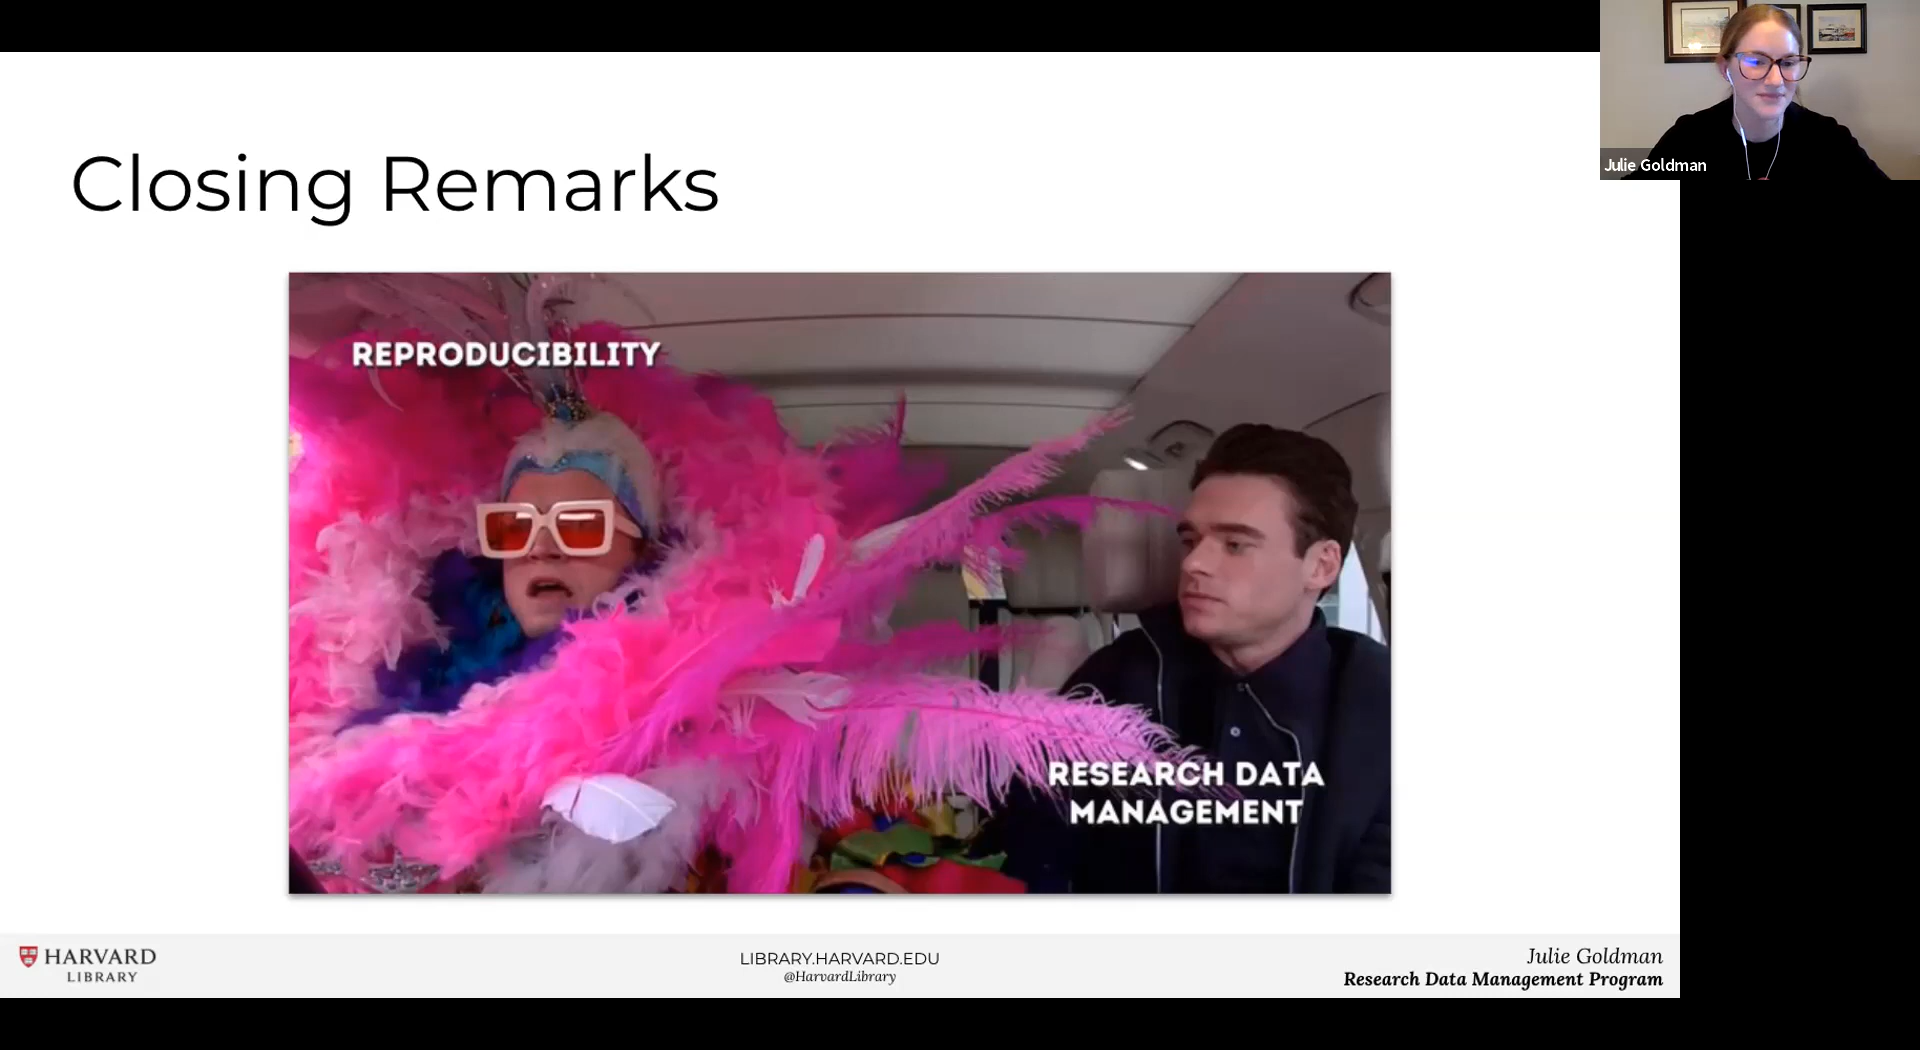 Julie Goldman
Closing Remarks
REPRODUCIBILITY
RESEARCH DATA
MANAGEMENT
HARVARD
LIBRARY
LIBRARY.HARVARD.EDU
@HarvardLibrary
Julie Goldman
Research Data Management Program